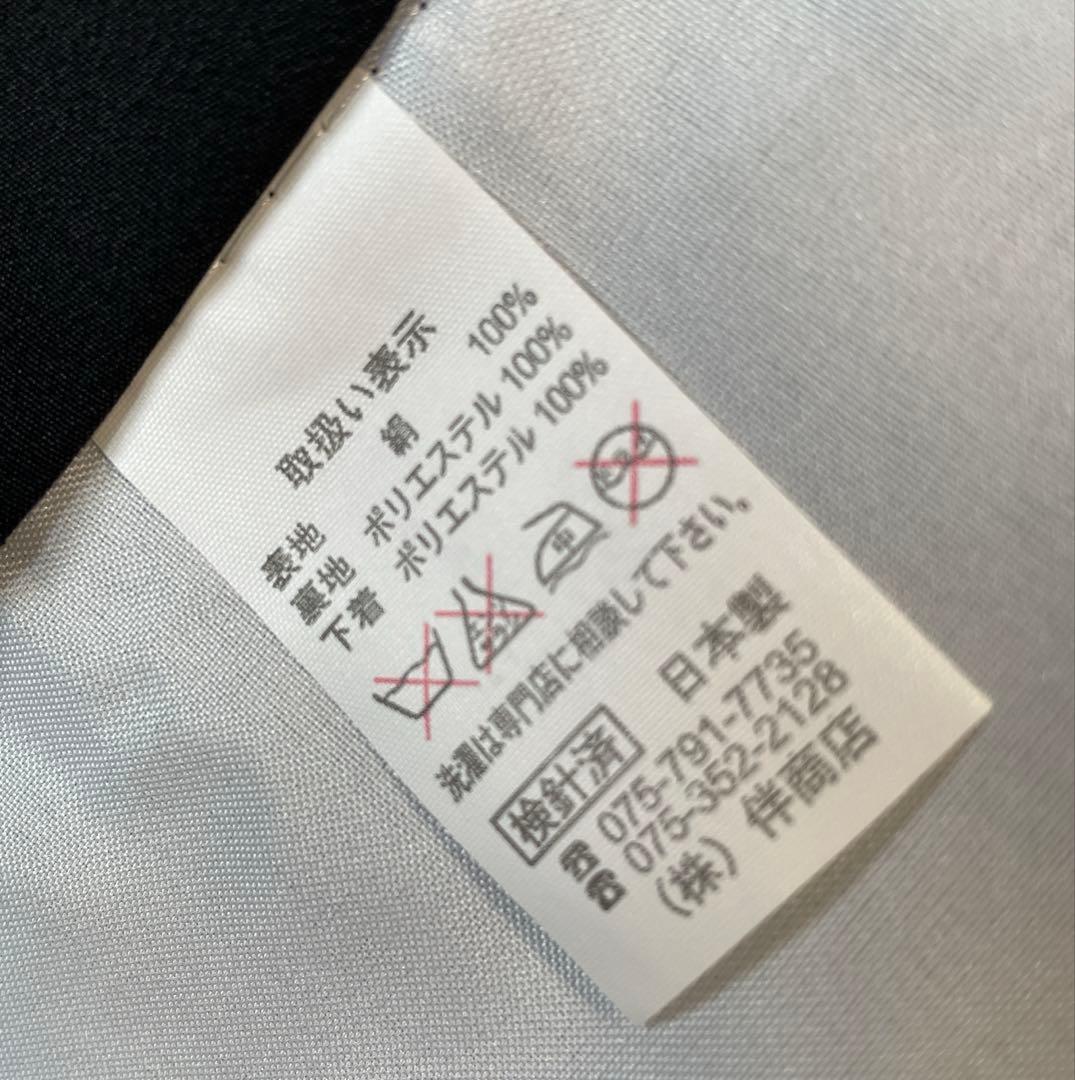 取扱い表示
表地 絹 100%
裏地 ポリエステル 100%
下着 ポリエステル 100%
中
洗濯は専門店に相談して下さい。
検針済 日本製
☎ 075-791-7735
☎ 075-352-2128
(株) 伴商店